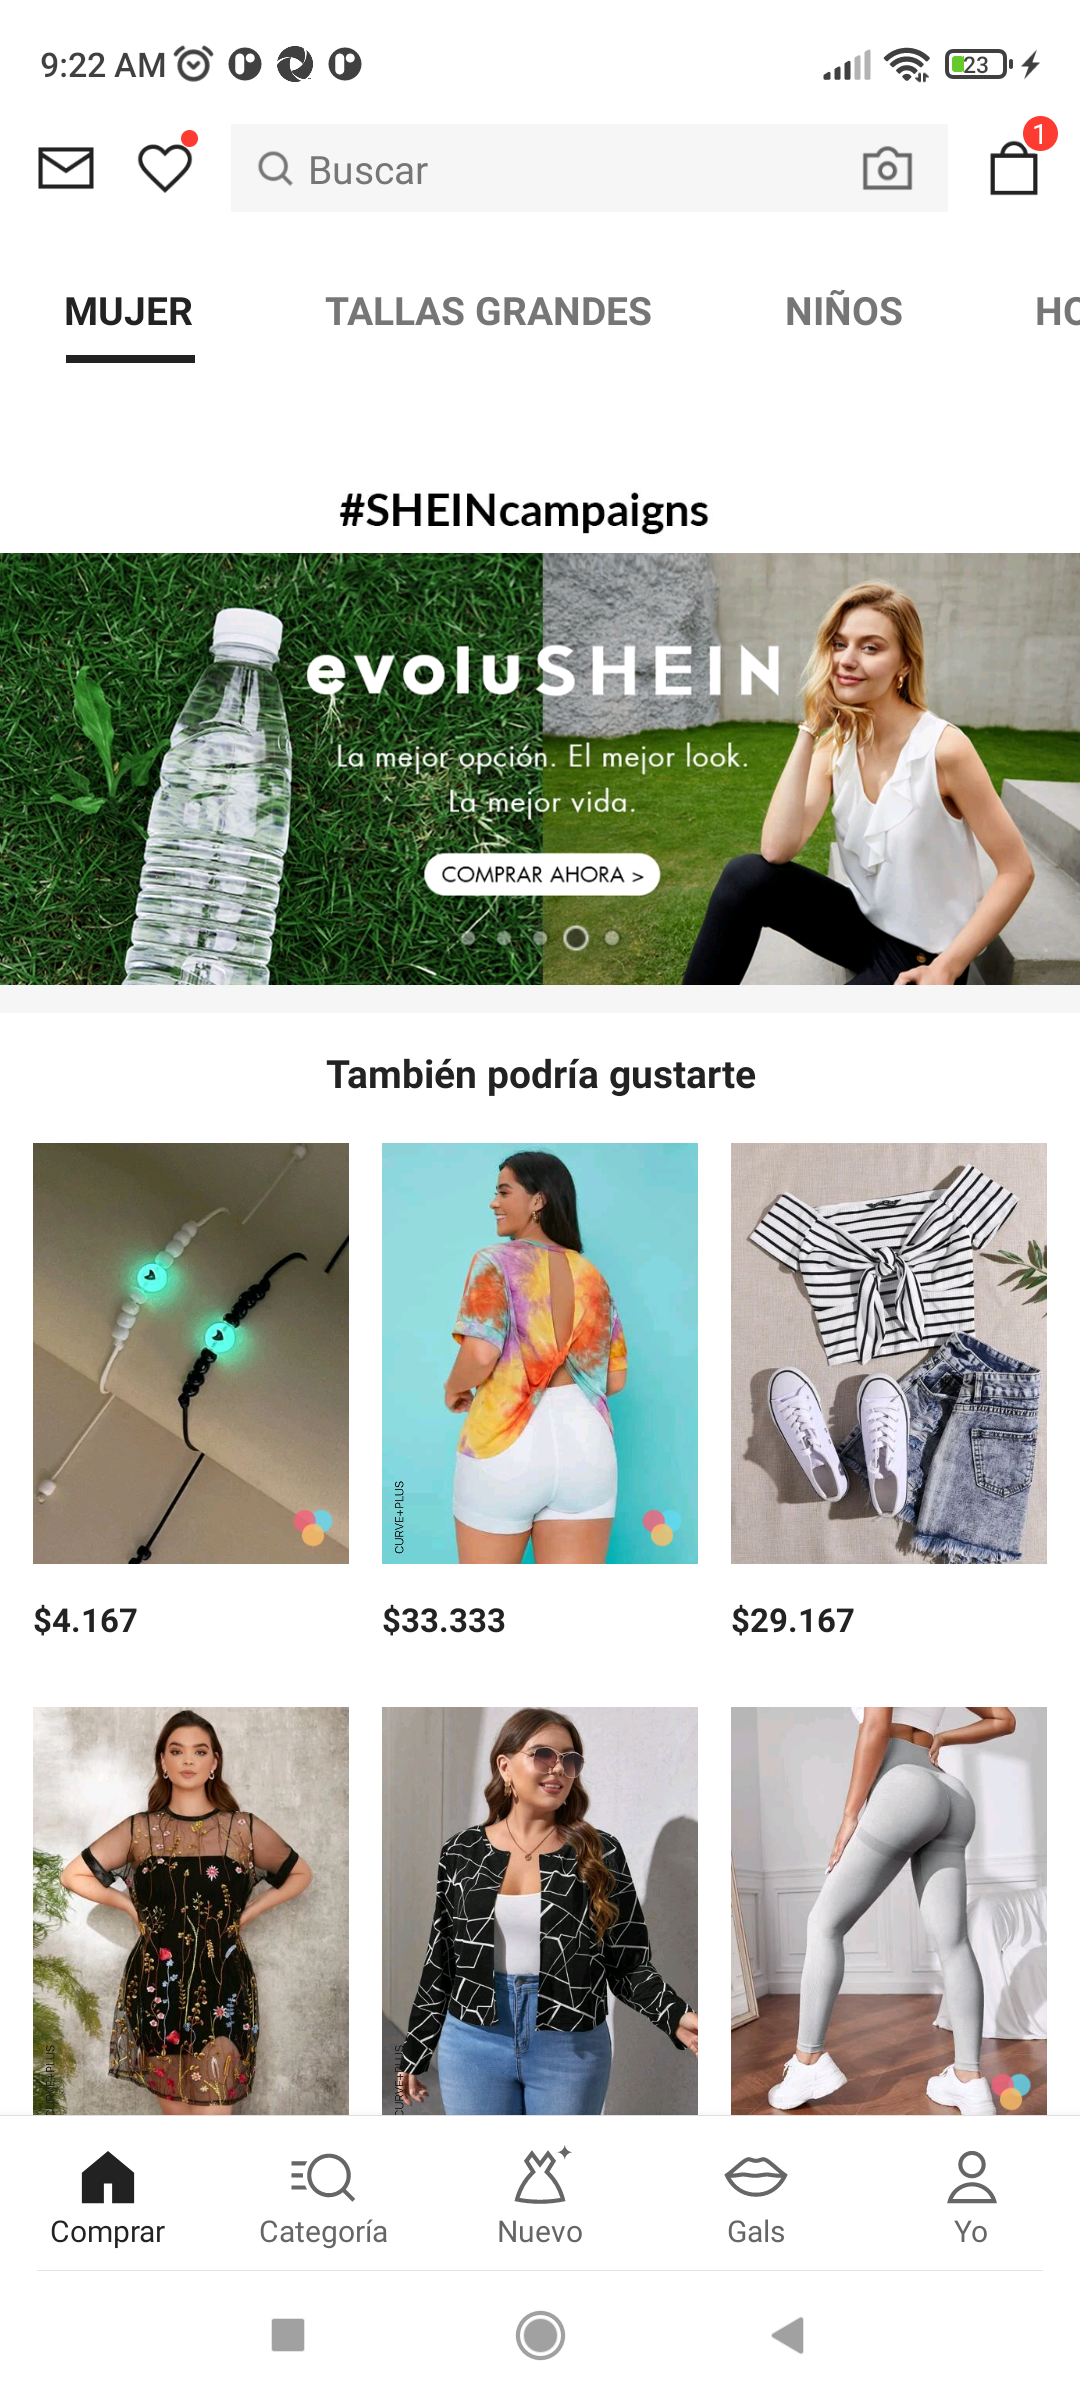 9:22 AM
23
1
Buscar
MUJER TALLAS GRANDES NIÑOS HO
#SHEINcampaigns
evoluSHEIN
La mejor opción. El mejor look.
La mejor vida.
COMPRAR AHORA >
También podría gustarte
CURVE+PLUS
$4.167 $33.333 $29.167
CURVE+PLUS
CURVE+PLUS
Comprar Categoría Nuevo Gals Yo